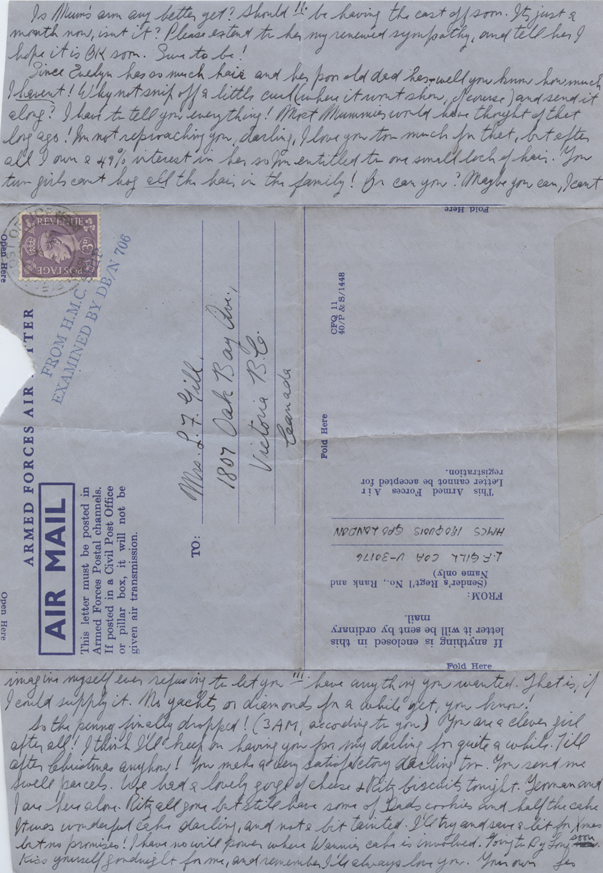 Is Mum's arm any better yet? Should be having the cast off soon. Its just a
month now, isn't it? Please extend to her my renewed sympathy, and tell her I
hope it is OK soon. Sure to be!
Since Evelyn has so much hair and her poor old dad has - well you know how much
I haven't! Why not snip off a little curl (where it won't show, of course) and send it
along? I have to tell you everything! Most Mummies would have thought of that
long ago! I'm not reproaching you, darling, I love you too much for that, but after
all I own a 49% interest in her so I'm entitled to one small lock of hair. You
two girls can't hog all the hair in the family! Or can you? Maybe you can, I can't
Open Here
REVENUE
POSTAGE
FROM H.M.C. SHIP
EXAMINED BY DB/N 706
ARMED FORCES AIR LETTER
AIR MAIL
This letter must be posted in
Armed Forces Postal channels.
If posted in a Civil Post Office
or pillar box, it will not be
given air transmission.
Open Here
TO:
Mrs. L. F. Gill,
1807 Oak Bay Ave.,
Victoria B.C.
Canada
Fold Here
CFQ 11
40/P & S/1448
Fold Here
This Armed Forces Air
Letter cannot be accepted for
registration.
HMCS IROQUOIS GPO LONDON
L.F. GILL COA V-30176
(Sender's Regt'l No., Rank and
Name only)
FROM:
If anything is enclosed in this
letter it will be sent by ordinary
mail.
Fold Here
imagine myself ever refusing to let you have anything you wanted. That is, if
I could supply it. No yachts, or diamonds for a while yet, you know.
So the penny finally dropped! (3AM, according to you) You are a clever girl
after all! I think I'll keep on having you for my darling for quite a while. Till
after Christmas anyhow! You make a very satisfactory darling too. You send me
swell parcels. We had a lovely gorge of cheese & Ritz biscuits tonight. Yeoman and
I are here alone. Ritz all gone but still have some of Dads cookies and half the cake
It was wonderful cake darling, and not a bit tainted. I'll try and save a bit for Xmas
but no promises! I have no will power where cake is involved. soon
Kiss yourself goodnight for me, and remember I'll always love you. Your own Les